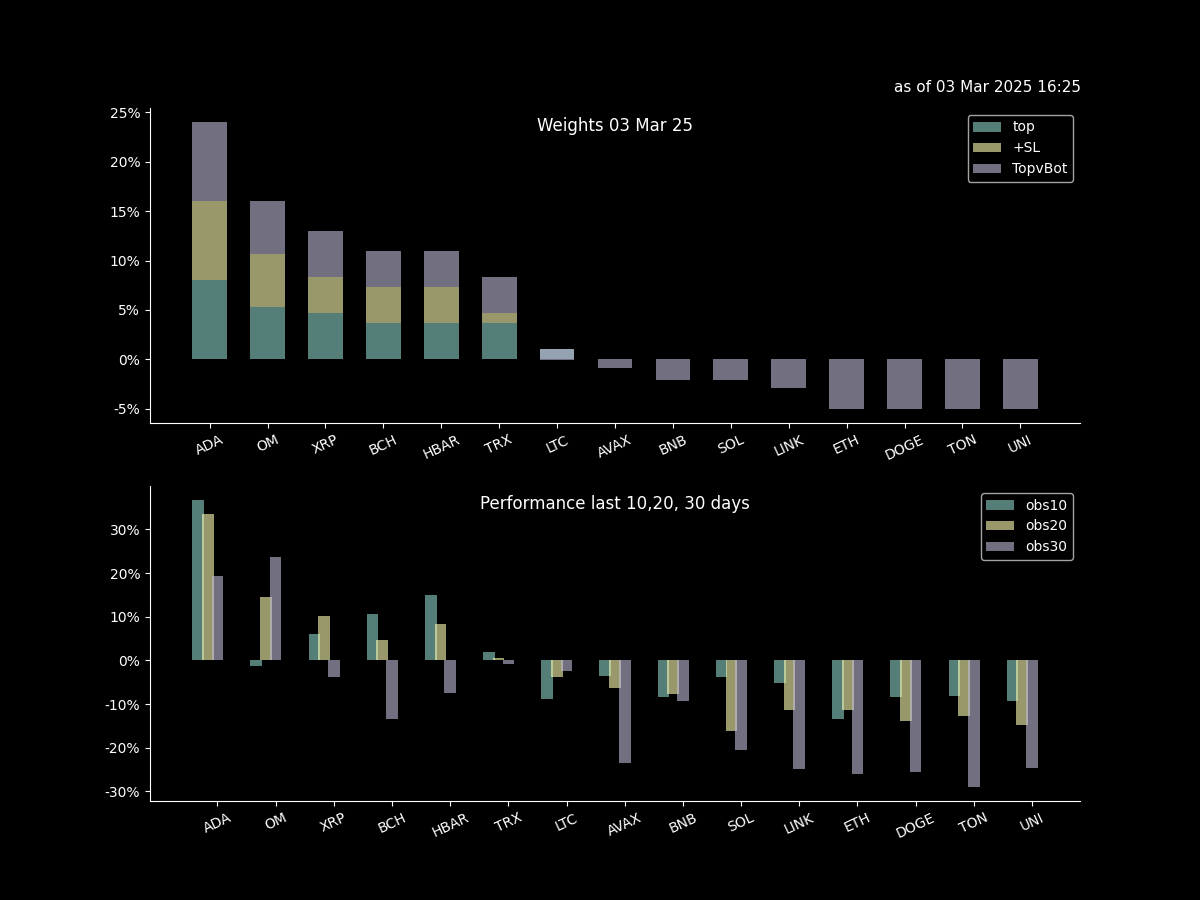 as of 03 Mar 2025 16:25
Weights 03 Mar 25
top
+SL
TopvBot
25%
20%
15%
10%
5%
0%
-5%
ADA OM XRP BCH HBAR TRX LTC AVAX BNB SOL LINK ETH DOGE TON UNI
Performance last 10,20, 30 days
obs10
obs20
obs30
30%
20%
10%
0%
-10%
-20%
-30%
ADA OM XRP BCH HBAR TRX LTC AVAX BNB SOL LINK ETH DOGE TON UNI